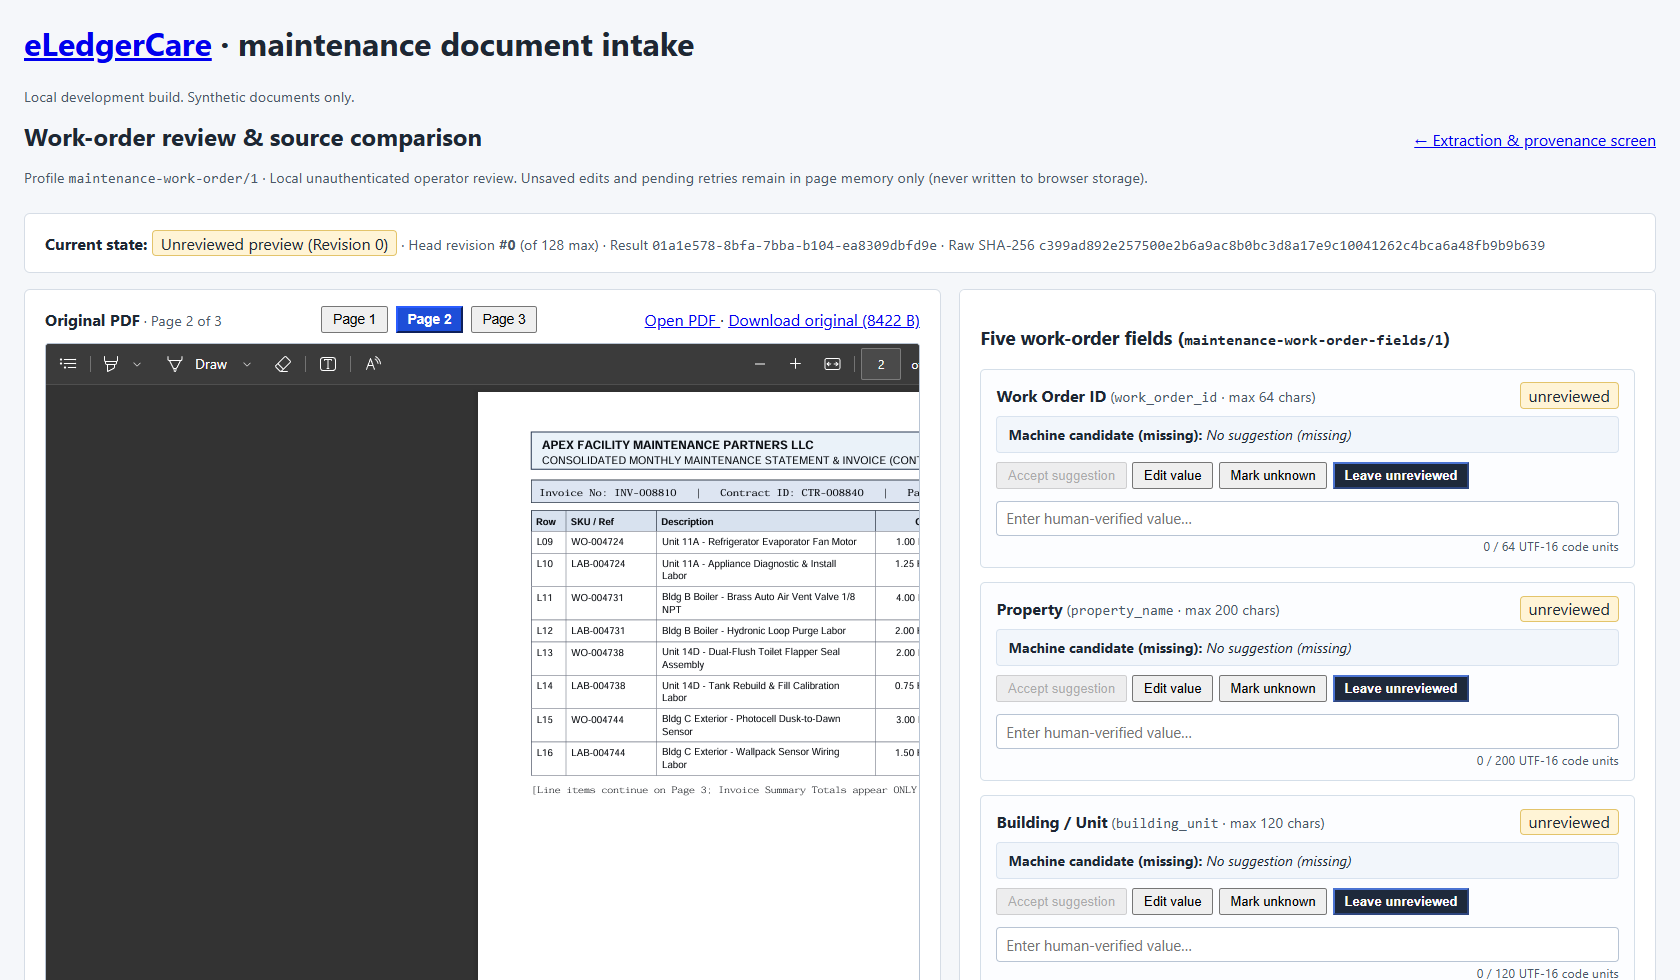 eLedgerCare · maintenance document intake
Local development build. Synthetic documents only.
Work-order review & source comparison
← Extraction & provenance screen
Profile maintenance-work-order/1 · Local unauthenticated operator review. Unsaved edits and pending retries remain in page memory only (never written to browser storage).
Current state: Unreviewed preview (Revision 0) · Head revision #0 (of 128 max) · Result 01a1e578-8bfa-7bba-b104-ea8309dbfd9e · Raw SHA-256 c399ad892e257500e2b6a9ac8b0bc3d8a17e9c10041262c4bca6a48fb9b9b639
Original PDF · Page 2 of 3 Page 1 Page 2 Page 3 Open PDF · Download original (8422 B)
Draw 2
APEX FACILITY MAINTENANCE PARTNERS LLC
CONSOLIDATED MONTHLY MAINTENANCE STATEMENT & INVOICE
Invoice No: INV-008810 | Contract ID: CTR-008840 |
Row SKU / Ref Description
L09 WO-004724 Unit 11A - Refrigerator Evaporator Fan Motor 1.00
L10 LAB-004724 Unit 11A - Appliance Diagnostic & Install 1.25
Labor
L11 WO-004731 Bldg B Boiler - Brass Auto Air Vent Valve 1/8 4.00
NPT
L12 LAB-004731 Bldg B Boiler - Hydronic Loop Purge Labor 2.00
L13 WO-004738 Unit 14D - Dual-Flush Toilet Flapper Seal 2.00
Assembly
L14 LAB-004738 Unit 14D - Tank Rebuild & Fill Calibration 0.75
Labor
L15 WO-004744 Bldg C Exterior - Photocell Dusk-to-Dawn 3.00
Sensor
L16 LAB-004744 Bldg C Exterior - Wallpack Sensor Wiring 1.50
Labor
[Line items continue on Page 3; Invoice Summary Totals appear ONLY
Five work-order fields (maintenance-work-order-fields/1)
Work Order ID (work_order_id · max 64 chars) unreviewed
Machine candidate (missing): No suggestion (missing)
Accept suggestion Edit value Mark unknown Leave unreviewed
Enter human-verified value...
0 / 64 UTF-16 code units
Property (property_name · max 200 chars) unreviewed
Machine candidate (missing): No suggestion (missing)
Accept suggestion Edit value Mark unknown Leave unreviewed
Enter human-verified value...
0 / 200 UTF-16 code units
Building / Unit (building_unit · max 120 chars) unreviewed
Machine candidate (missing): No suggestion (missing)
Accept suggestion Edit value Mark unknown Leave unreviewed
Enter human-verified value...
0 / 120 UTF-16 code units